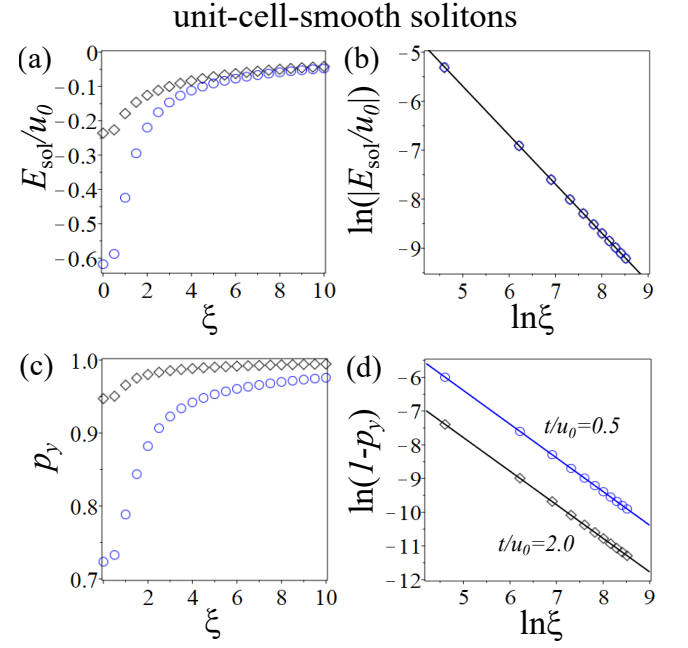 unit-cell-smooth solitons
(a)
E_sol/u_0
0
−0.1
−0.2
−0.3
−0.4
−0.5
−0.6
0 2 4 6 8 10
ξ
(b)
ln(|E_sol/u_0|)
−5
−6
−7
−8
−9
5 6 7 8 9
lnξ
(c)
p_y
1.0
0.9
0.8
0.7
2 4 6 8 10
ξ
(d)
ln(1-p_y)
−6
−7
−8
−9
−10
−11
−12
t/u_0=0.5
t/u_0=2.0
5 6 7 8 9
lnξ